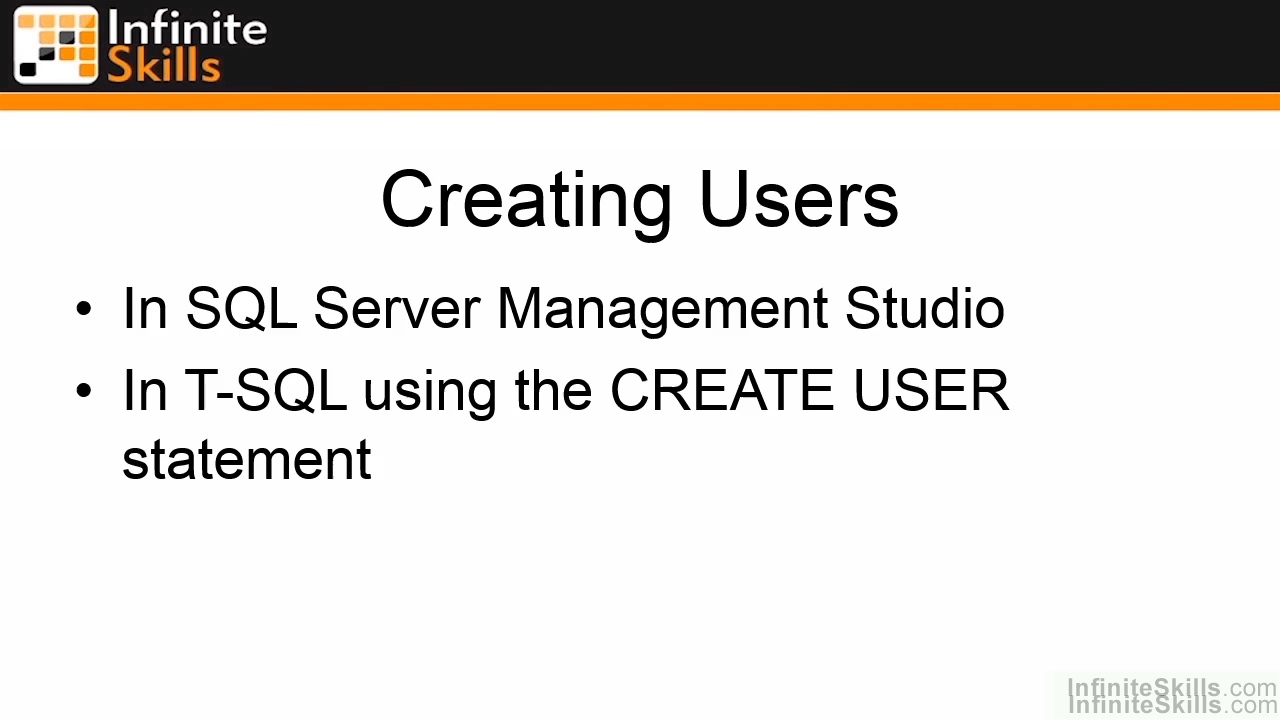 Infinite
Skills
Creating Users
• In SQL Server Management Studio
• In T-SQL using the CREATE USER
statement
InfiniteSkills.com
InfiniteSkills.com